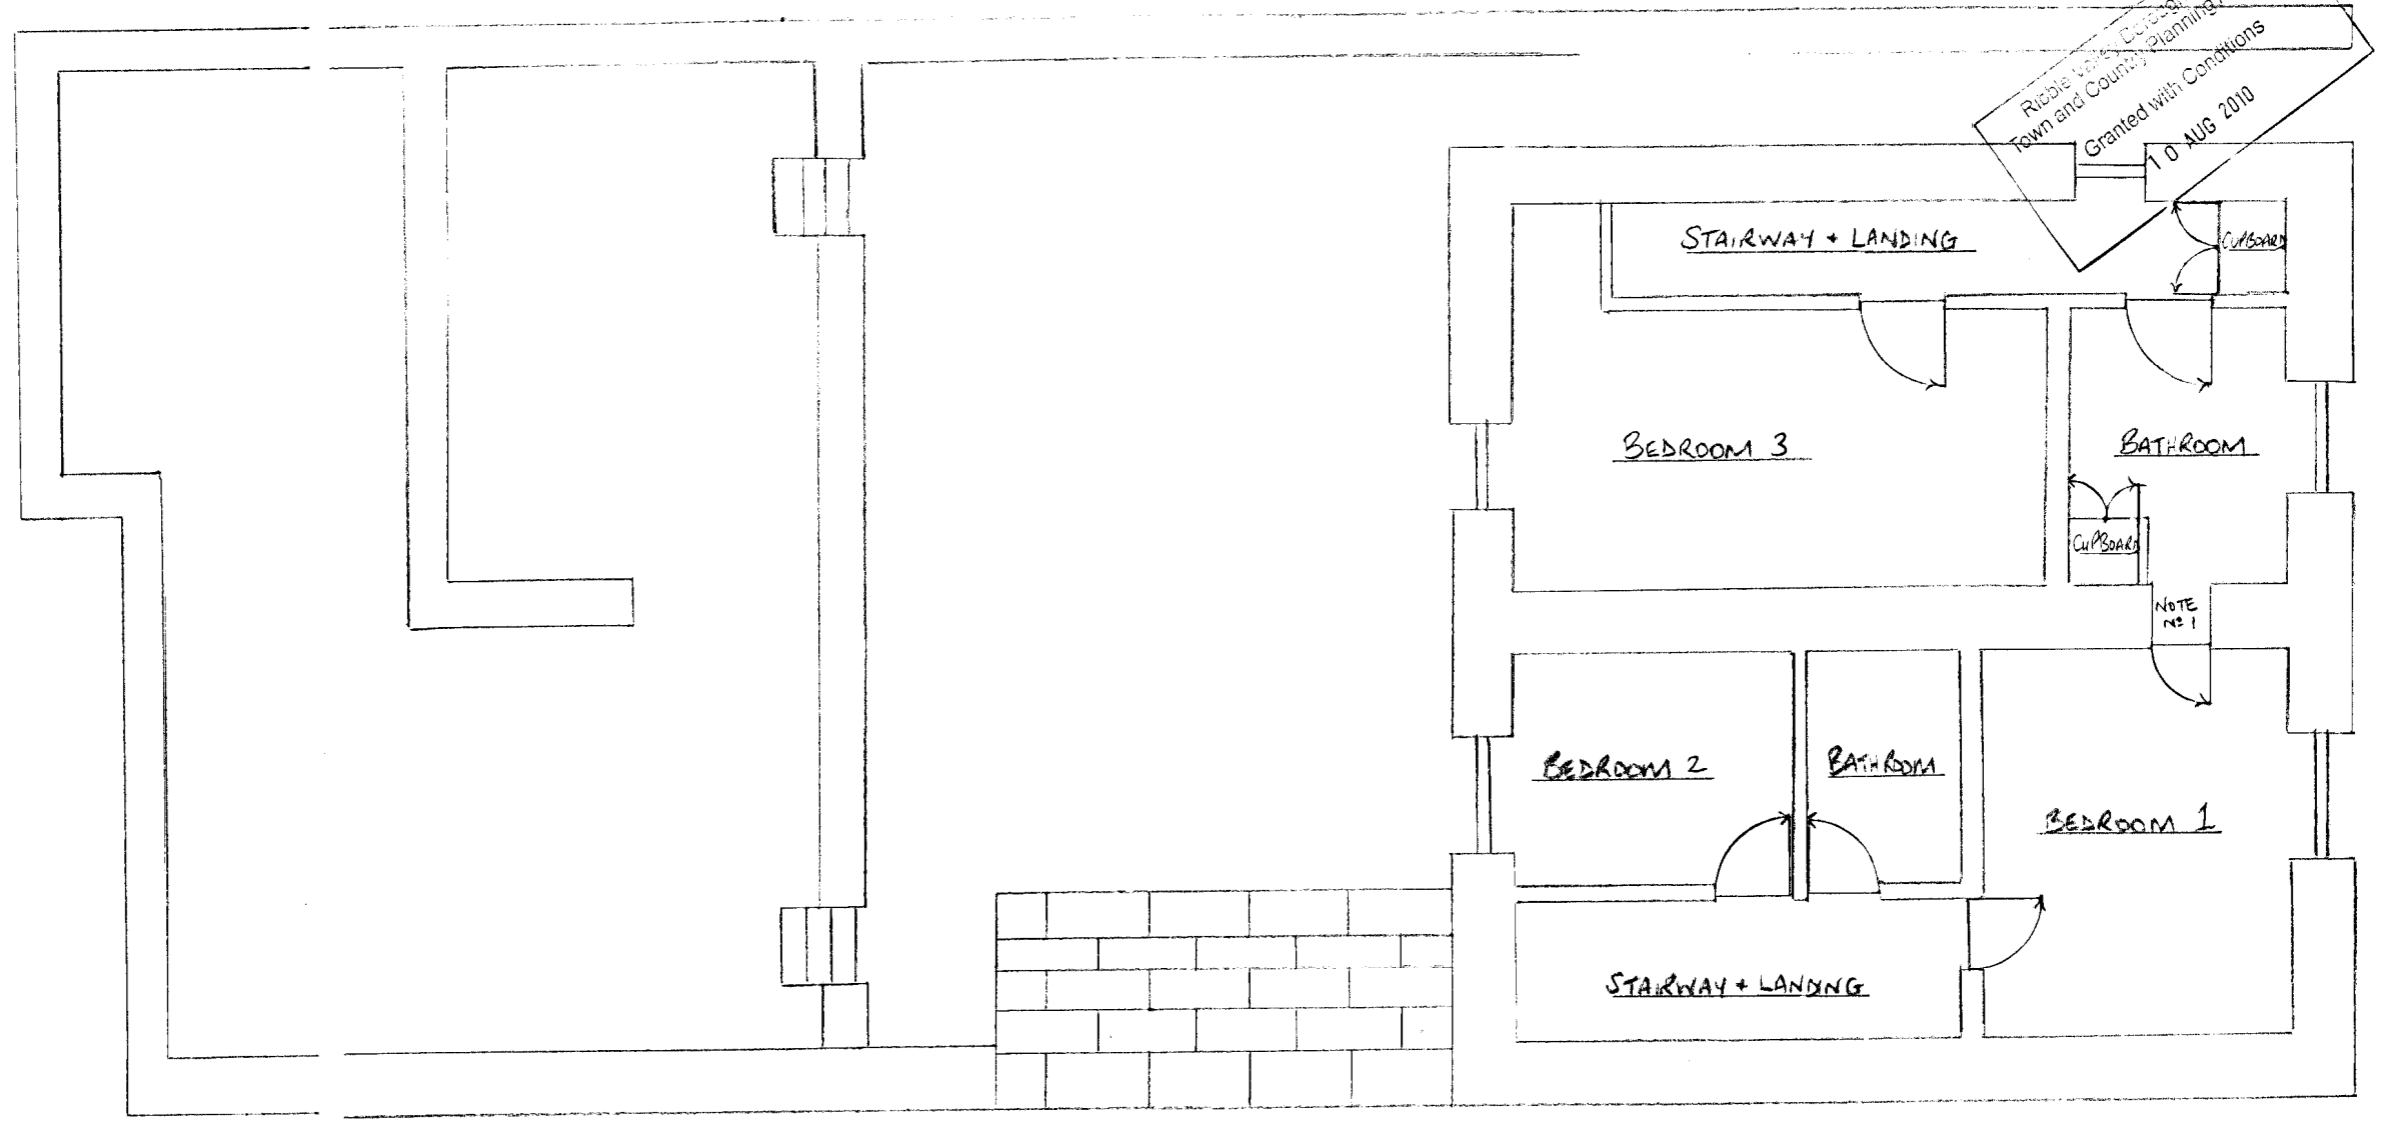 Ribble Valley Borough
Town and Country Planning
Granted with Conditions
10 AUG 2010
STAIRWAY + LANDING
CUPBOARD
BEDROOM 3
BATHROOM
CUPBOARD
NOTE
Nº 1
BEDROOM 2
BATHROOM
BEDROOM 1
STAIRWAY + LANDING